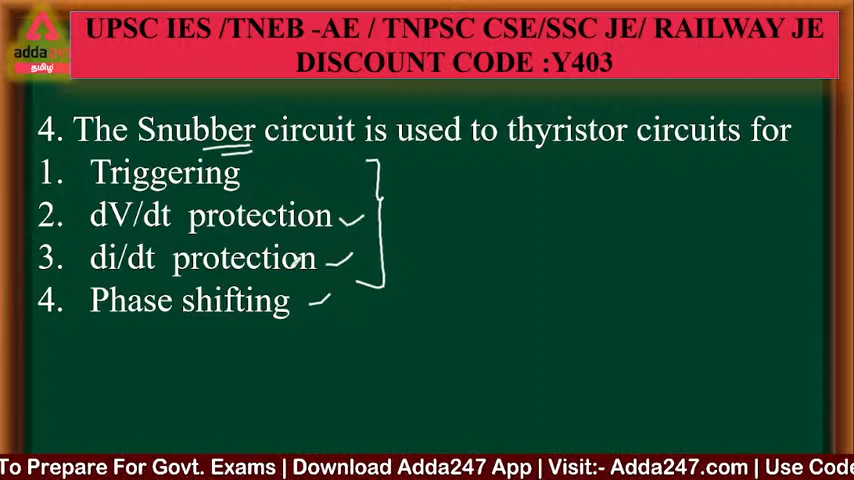 UPSC IES /TNEB -AE / TNPSC CSE/SSC JE/ RAILWAY JE
DISCOUNT CODE :Y403
தமிழ்
4. The Snubber circuit is used to thyristor circuits for
1. Triggering
2. dV/dt protection
3. di/dt protection
4. Phase shifting
To Prepare For Govt. Exams | Download Adda247 App | Visit:- Adda247.com | Use Code